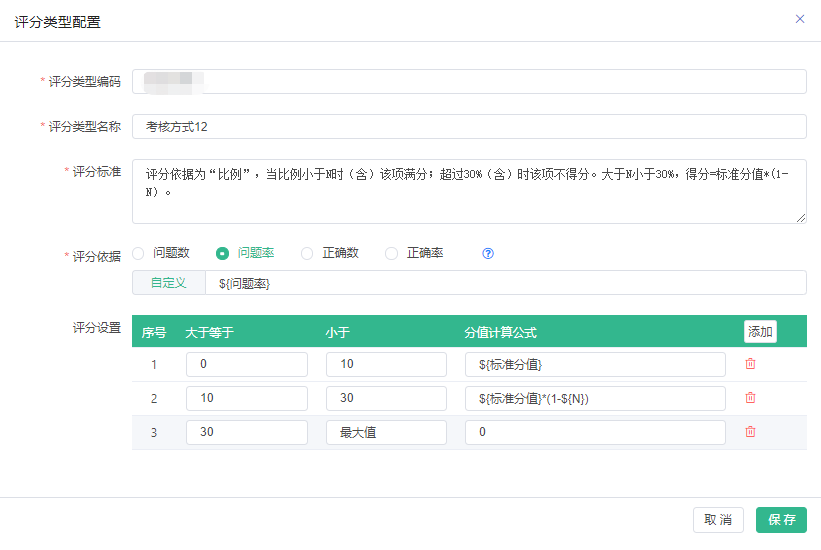 评分类型配置
* 评分类型编码
* 评分类型名称 考核方式12
* 评分标准 评分依据为“比例”，当比例小于N时（含）该项满分；超过30%（含）时该项不得分。大于N小于30%，得分=标准分值*(1-
N）。
* 评分依据 问题数 问题率 正确数 正确率 ?
自定义 ${问题率}
评分设置 序号 大于等于 小于 分值计算公式 添加
1 0 10 ${标准分值}
2 10 30 ${标准分值}*(1-${N})
3 30 最大值 0
取 消 保 存